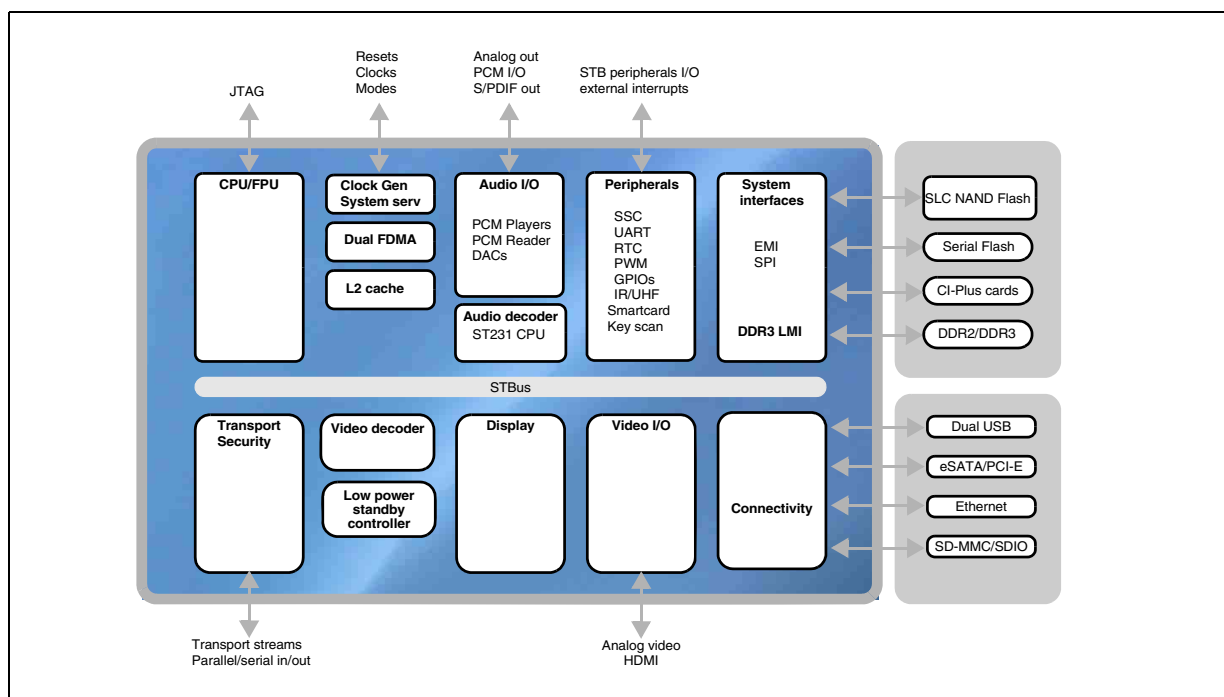 Resets
Clocks
Modes
Analog out
PCM I/O
S/PDIF out
STB peripherals I/O
external interrupts
JTAG
CPU/FPU
Clock Gen
System serv
Dual FDMA
L2 cache
Audio I/O
PCM Players
PCM Reader
DACs
Audio decoder
ST231 CPU
Peripherals
SSC
UART
RTC
PWM
GPIOs
IR/UHF
Smartcard
Key scan
System
interfaces
EMI
SPI
DDR3 LMI
SLC NAND Flash
Serial Flash
CI-Plus cards
DDR2/DDR3
STBus
Transport
Security
Video decoder
Low power
standby
controller
Display
Video I/O
Connectivity
Dual USB
eSATA/PCI-E
Ethernet
SD-MMC/SDIO
Transport streams
Parallel/serial in/out
Analog video
HDMI